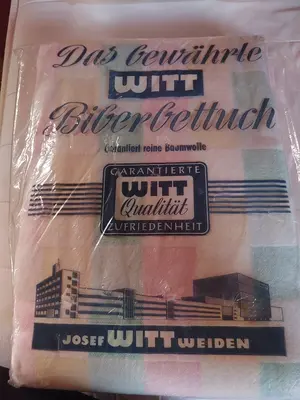 Das bewährte
WITT
Biberbettuch
Garantiert reine Baumwolle
GARANTIERTE
WITT
Qualität
ZUFRIEDENHEIT
JOSEF WITT WEIDEN